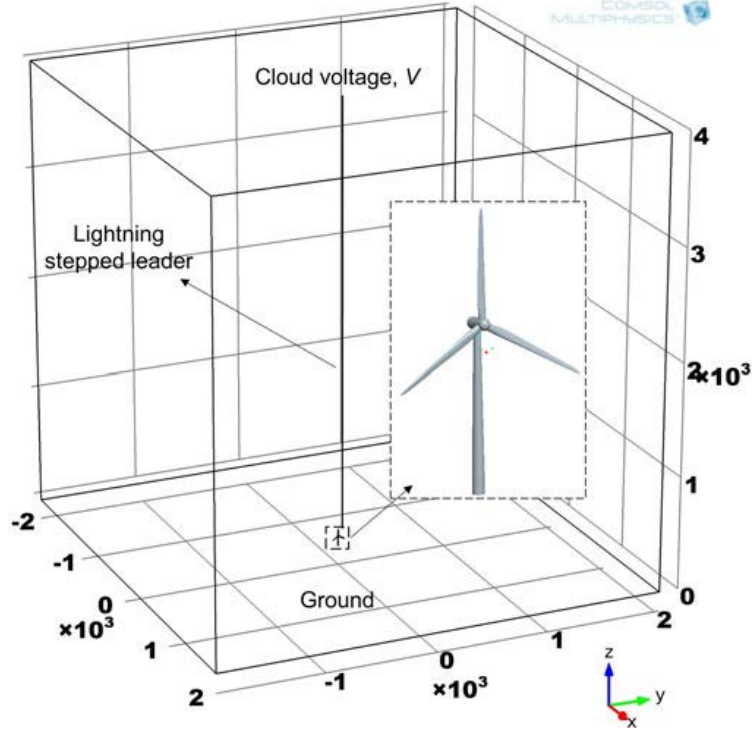 COMSOL
MULTIPHYSICS
Cloud voltage, V
4
Lightning
stepped leader
3
2
×10³
1
-2
-1
0
×10³
1
2
Ground
0
2
1
0
×10³
-1
z
y
x